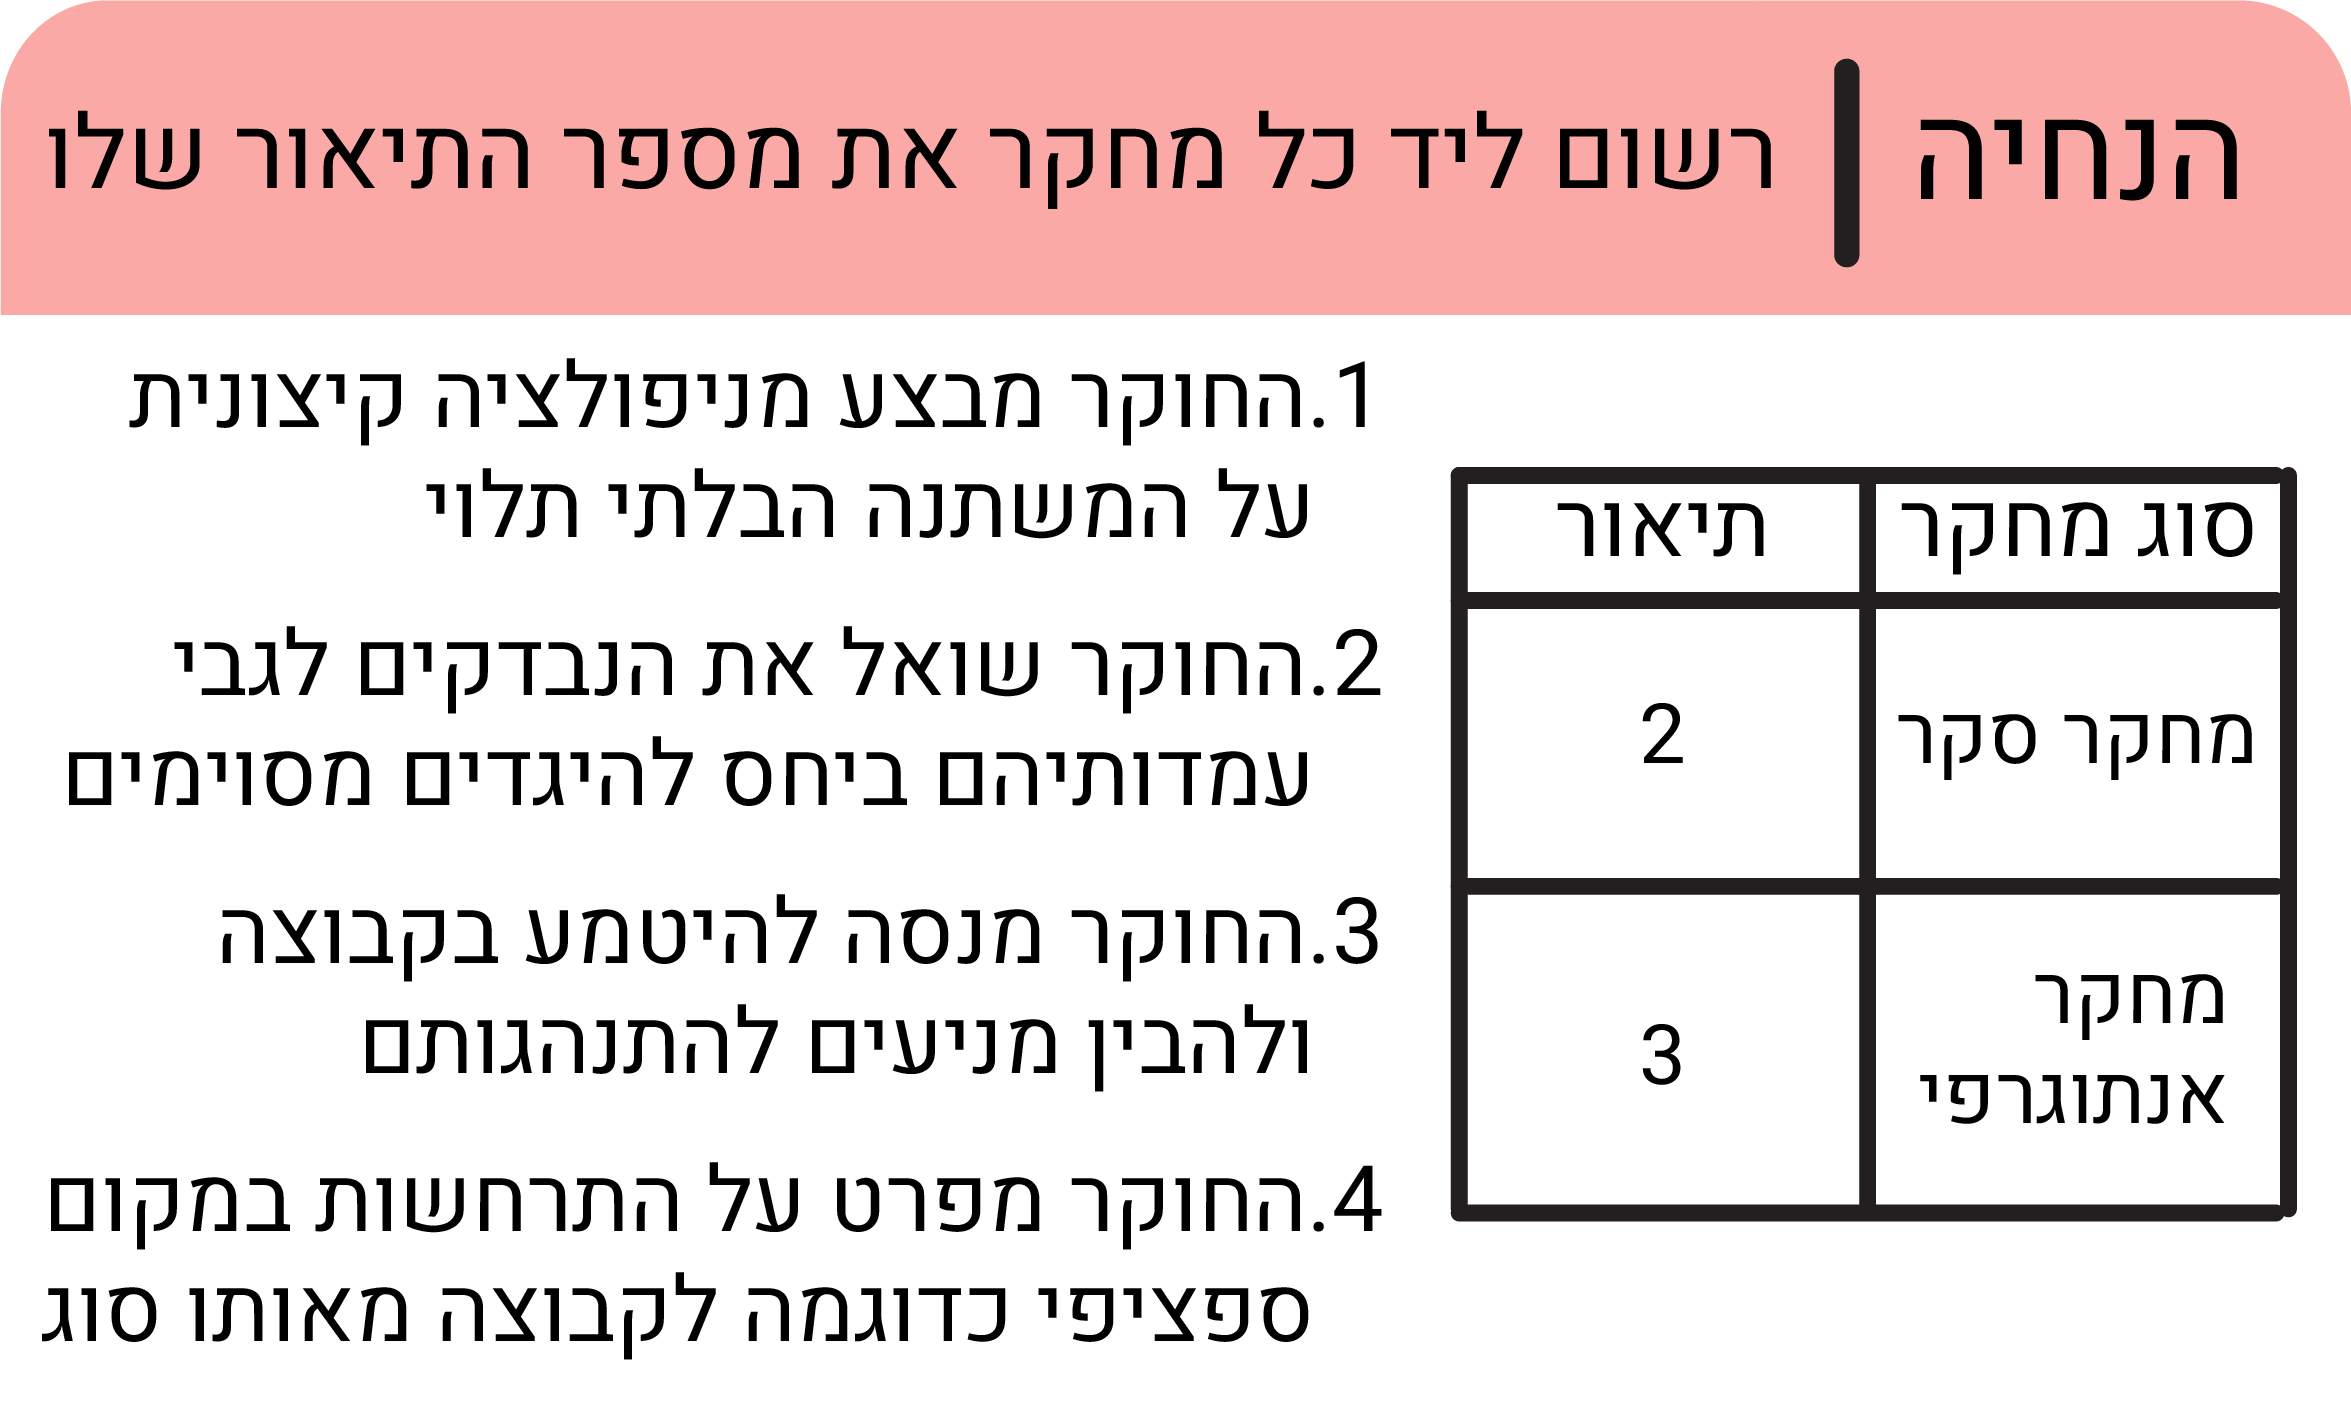 הנחיה | רשום ליד כל מחקר את מספר התיאור שלו
סוג מחקר תיאור
מחקר סקר 2
מחקר
אנתוגרפי
3
1.החוקר מבצע מניפולציה קיצונית
על המשתנה הבלתי תלוי
2.החוקר שואל את הנבדקים לגבי
עמדותיהם ביחס להיגדים מסוימים
3.החוקר מנסה להיטמע בקבוצה
ולהבין מניעים להתנהגותם
4.החוקר מפרט על התרחשות במקום
ספציפי כדוגמה לקבוצה מאותו סוג